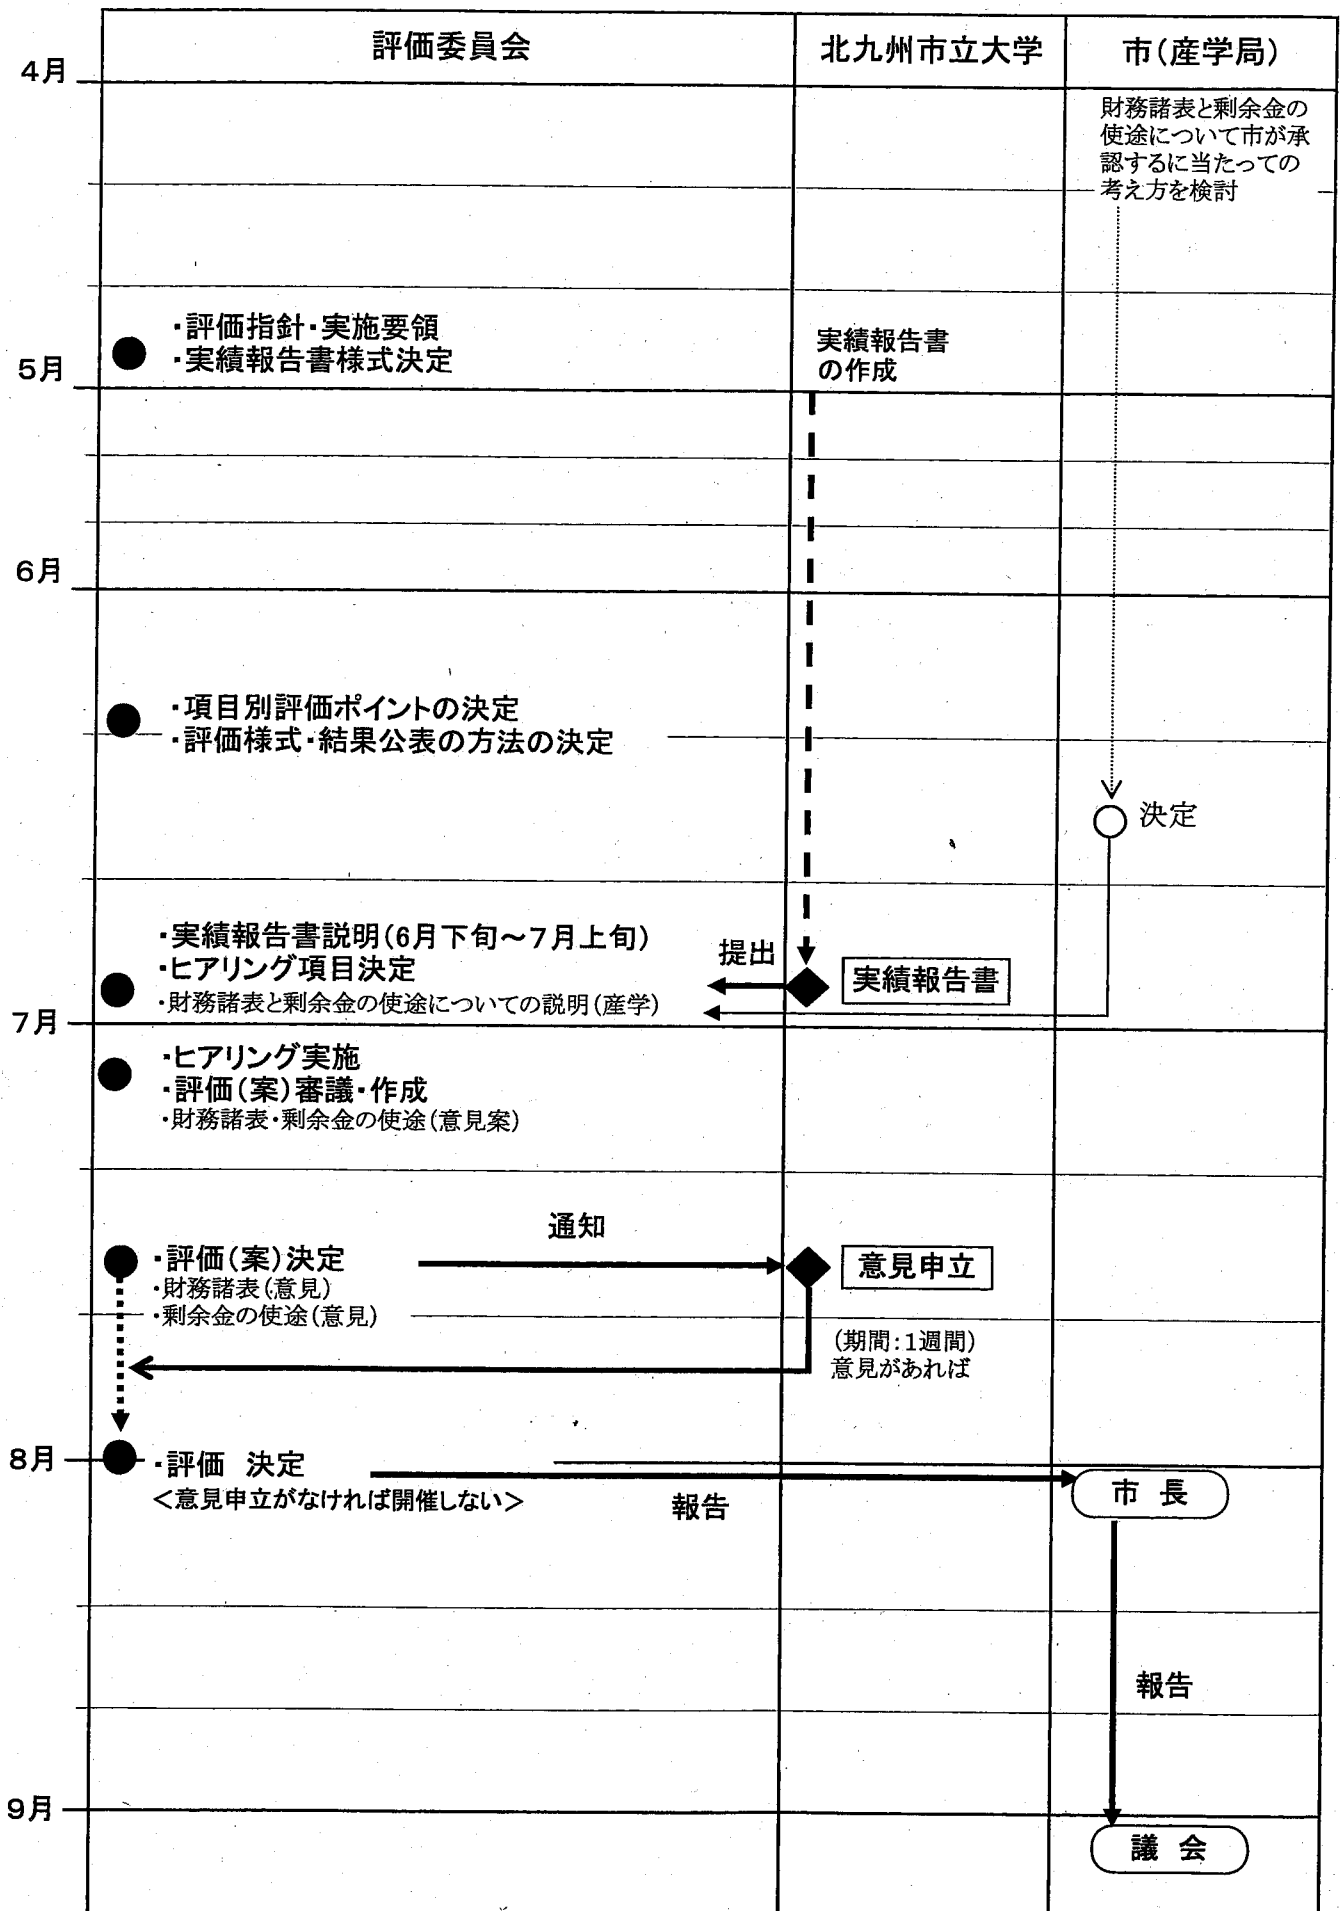 評価委員会
北九州市立大学
市(産学局)
4月
財務諸表と剰余金の
使途について市が承
認するに当たっての
考え方を検討
・評価指針・実施要領
・実績報告書様式決定
実績報告書
の作成
5月
6月
・項目別評価ポイントの決定
・評価様式・結果公表の方法の決定
決定
・実績報告書説明(6月下旬～7月上旬)
・ヒアリング項目決定
・財務諸表と剰余金の使途についての説明(産学)
提出
実績報告書
7月
・ヒアリング実施
・評価(案)審議・作成
・財務諸表・剰余金の使途(意見案)
通知
・評価(案)決定
・財務諸表(意見)
・剰余金の使途(意見)
意見申立
(期間:1週間)
意見があれば
8月
・評価 決定
<意見申立がなければ開催しない>
報告
市 長
報告
9月
議 会